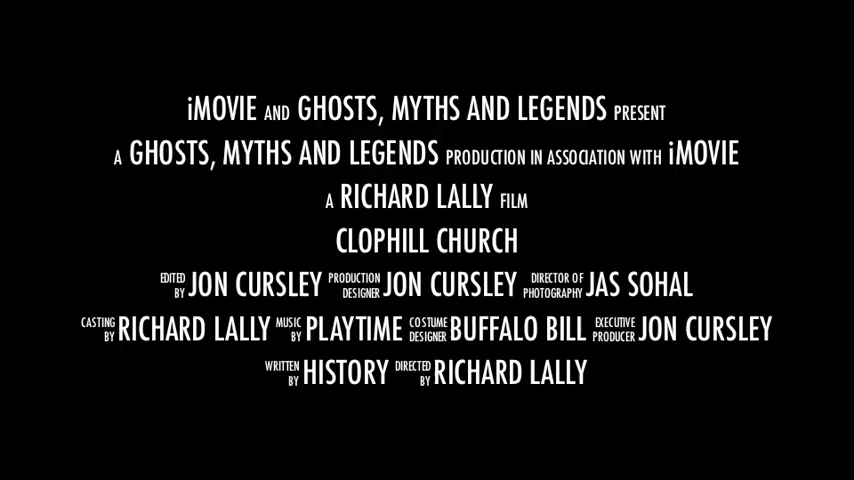 iMOVIE AND GHOSTS, MYTHS AND LEGENDS PRESENT
A GHOSTS, MYTHS AND LEGENDS PRODUCTION IN ASSOCIATION WITH iMOVIE
A RICHARD LALLY FILM
CLOPHILL CHURCH
EDITED BY JON CURSLEY PRODUCTION DESIGNER JON CURSLEY DIRECTOR OF PHOTOGRAPHY JAS SOHAL
CASTING BY RICHARD LALLY MUSIC BY PLAYTIME COSTUME DESIGNER BUFFALO BILL EXECUTIVE PRODUCER JON CURSLEY
WRITTEN BY HISTORY DIRECTED BY RICHARD LALLY